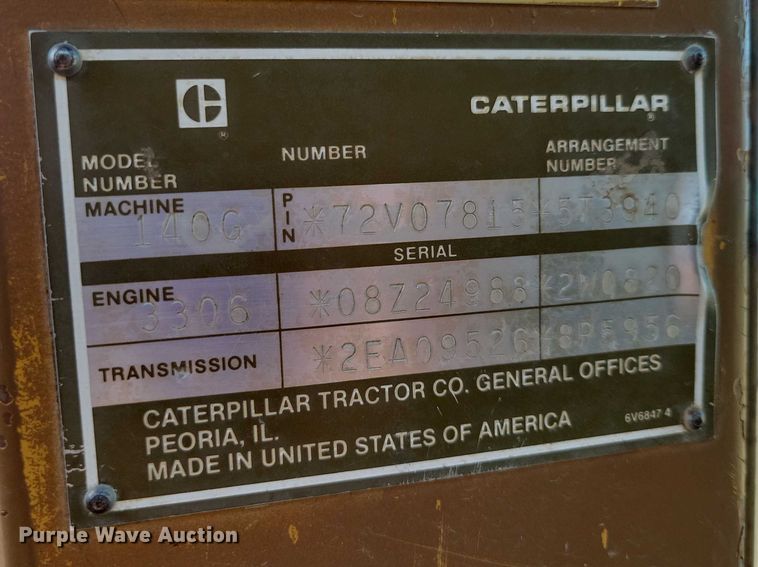 C
CATERPILLAR
MODEL NUMBER
NUMBER
ARRANGEMENT NUMBER
MACHINE
140G
PIN
*72V07815*
5T3940
SERIAL
ENGINE
3306
*08Z24988*
2W0820
TRANSMISSION
*2EA09526*
8P5956
CATERPILLAR TRACTOR CO. GENERAL OFFICES
PEORIA, IL.
MADE IN UNITED STATES OF AMERICA
6V6847 4
Purple Wave Auction